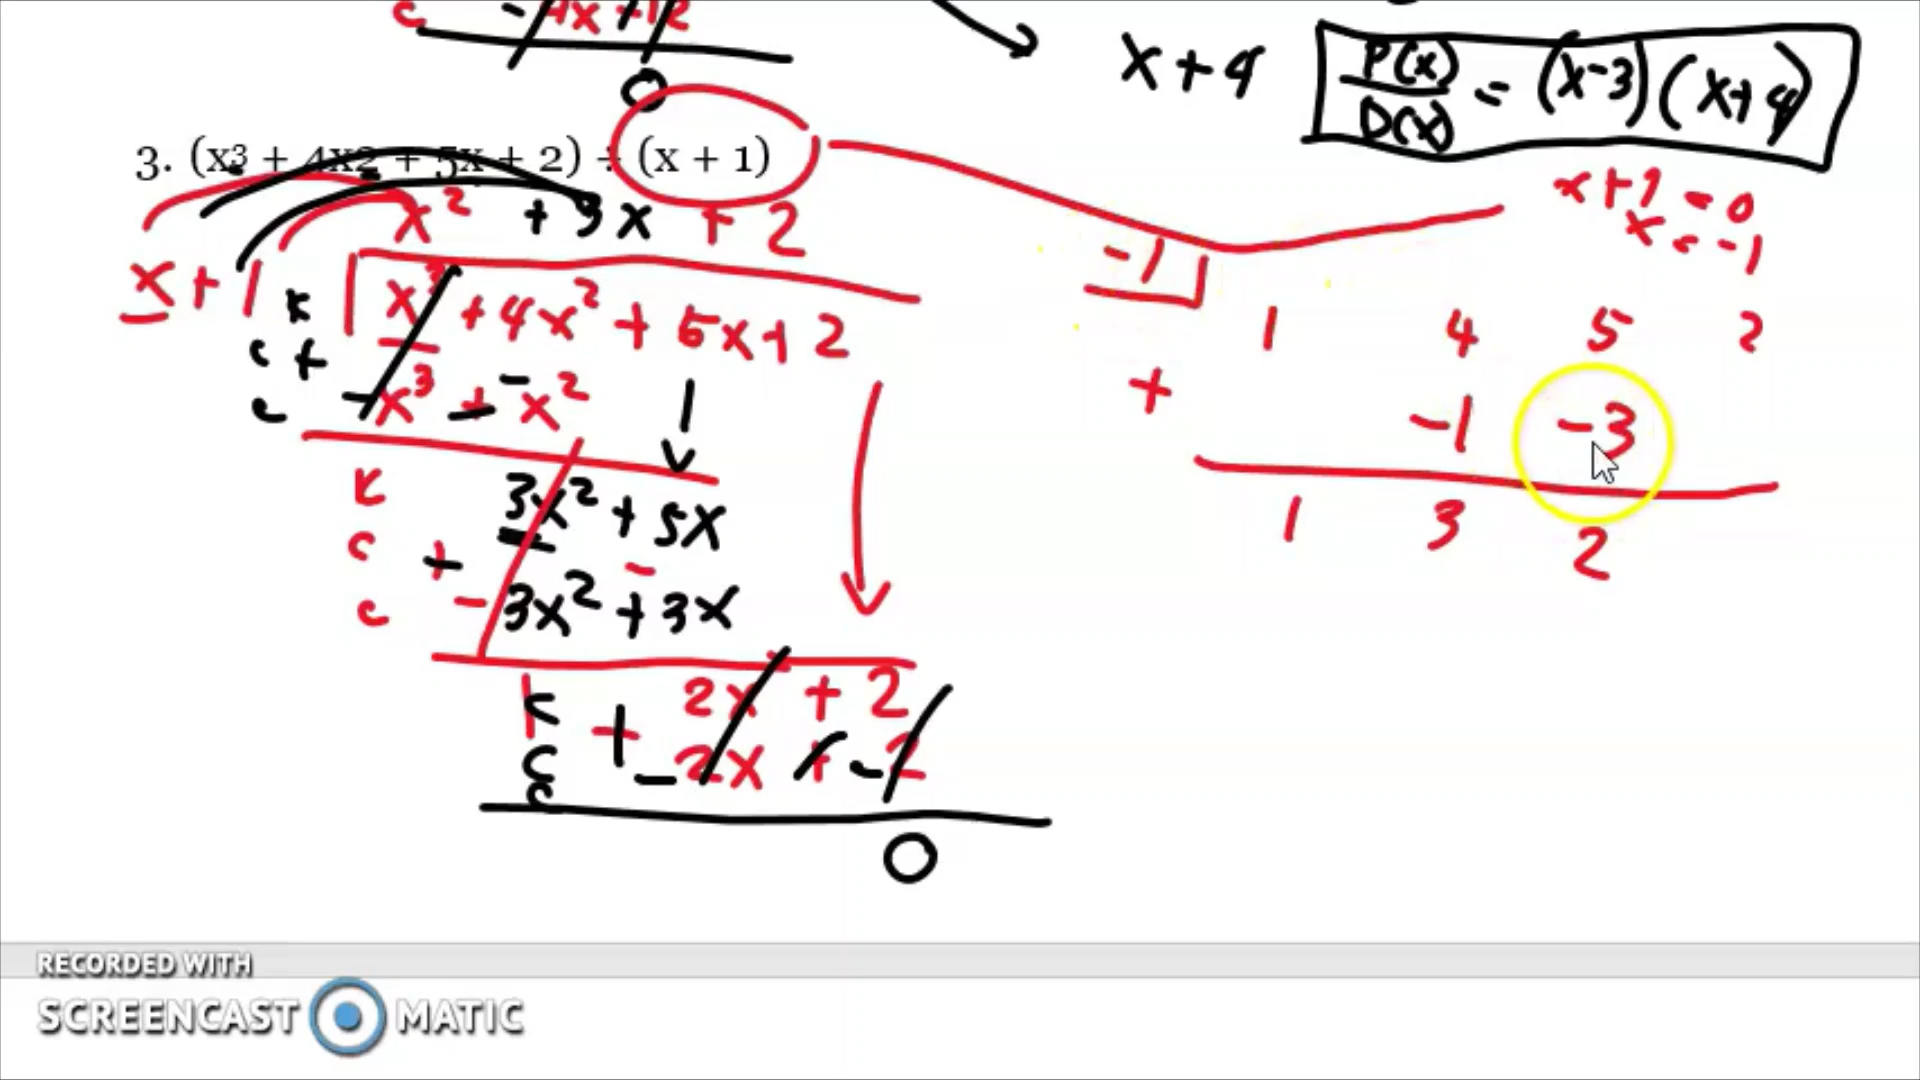 c - 4x + 12
0
x + 4
P(x)/D(x) = (x-3)(x+4)
3. (x3 + 4x2 + 5x + 2) ÷ (x + 1)
x+1 = 0
x = -1
x² + 3x + 2
x + 1 x³ + 4x² + 5x + 2
k
c +
c - x³ + - x²
-1
1 4 5 2
+ -1 -3
1 3 2
k 3x² + 5x
c + -
c - 3x² + 3x
k 2x + 2
c + - 2x + - 2
c
0
RECORDED WITH
SCREENCAST MATIC